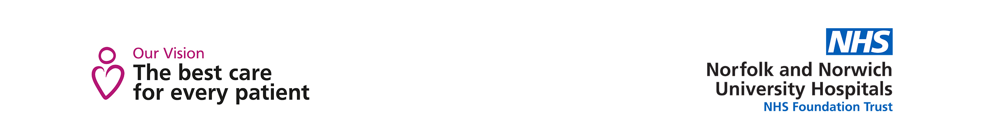 Our Vision
The best care
for every patient
NHS
Norfolk and Norwich
University Hospitals
NHS Foundation Trust